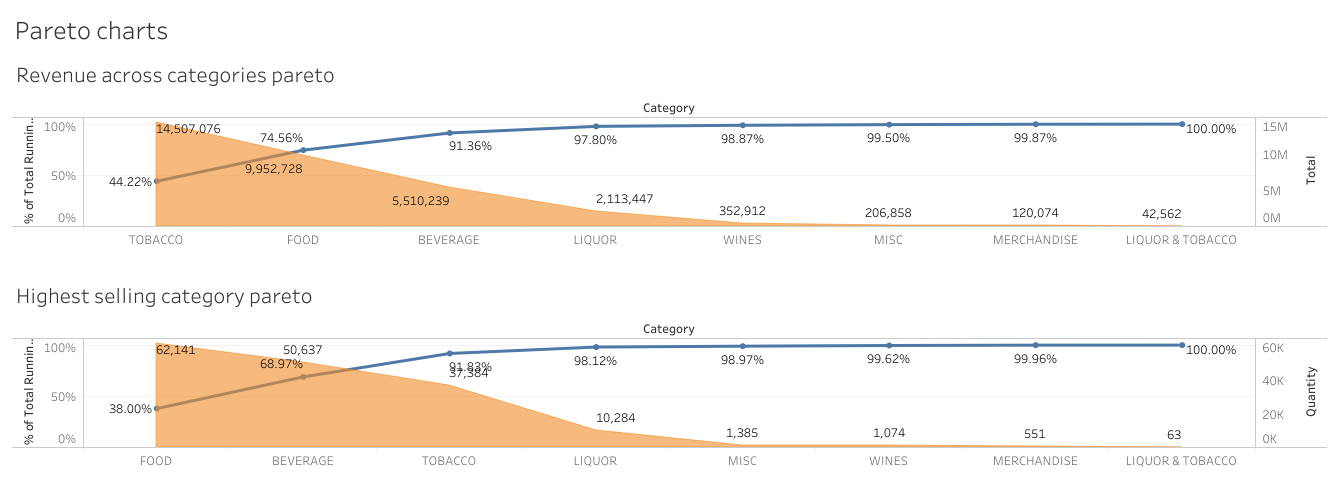 Pareto charts
Revenue across categories pareto
Category
% of Total Runnin..
100%
50%
0%
14,507,076
74.56%
44.22%
9,952,728
91.36%
5,510,239
97.80%
2,113,447
98.87%
352,912
99.50%
206,858
99.87%
120,074
100.00%
42,562
15M
10M
5M
0M
Total
TOBACCO FOOD BEVERAGE LIQUOR WINES MISC MERCHANDISE LIQUOR & TOBACCO
Highest selling category pareto
Category
% of Total Runnin..
100%
50%
0%
62,141
38.00%
50,637
68.97%
91.83%
37,384
98.12%
10,284
98.97%
1,385
99.62%
1,074
99.96%
551
100.00%
63
60K
40K
20K
0K
Quantity
FOOD BEVERAGE TOBACCO LIQUOR MISC WINES MERCHANDISE LIQUOR & TOBACCO